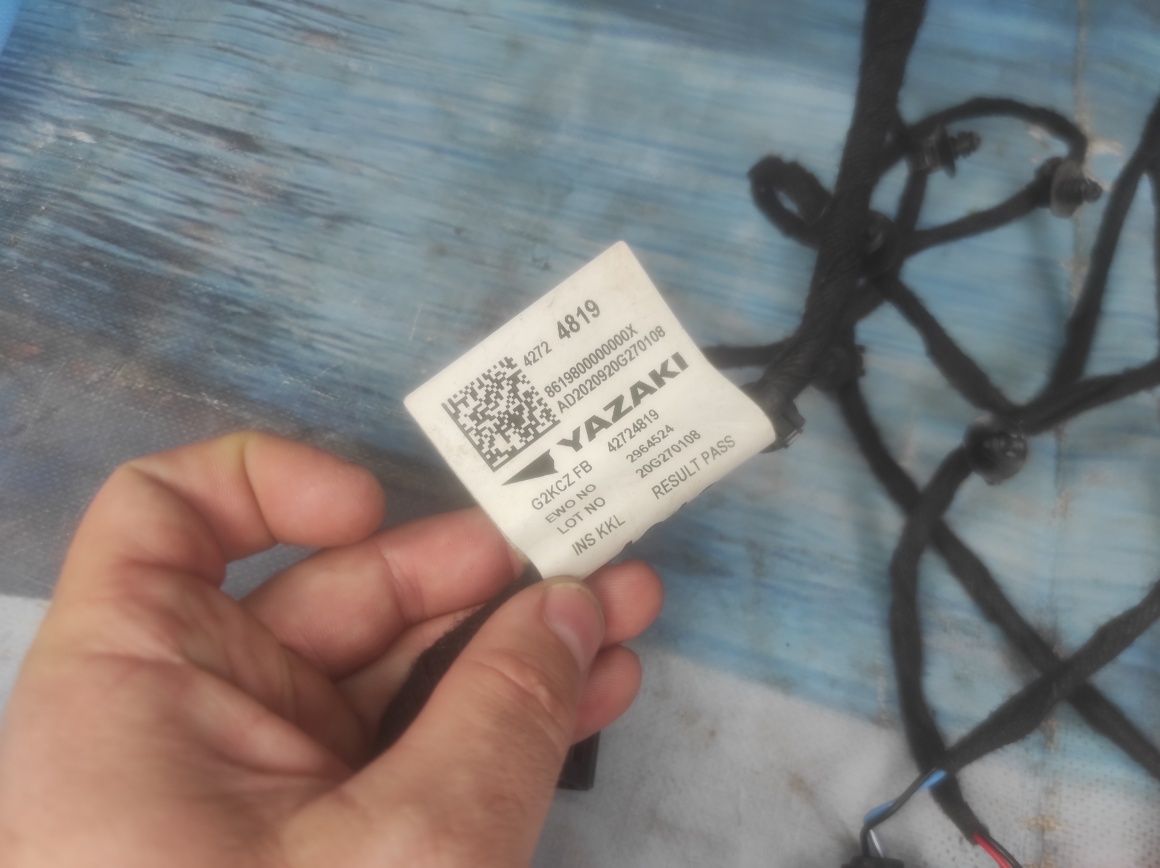 4272 4819
8619800000000X
AD2020920G270108
YAZAKI
G2KCZ FB 42724819
EWO NO 2964524
LOT NO 20G270108
INS KKL RESULT PASS